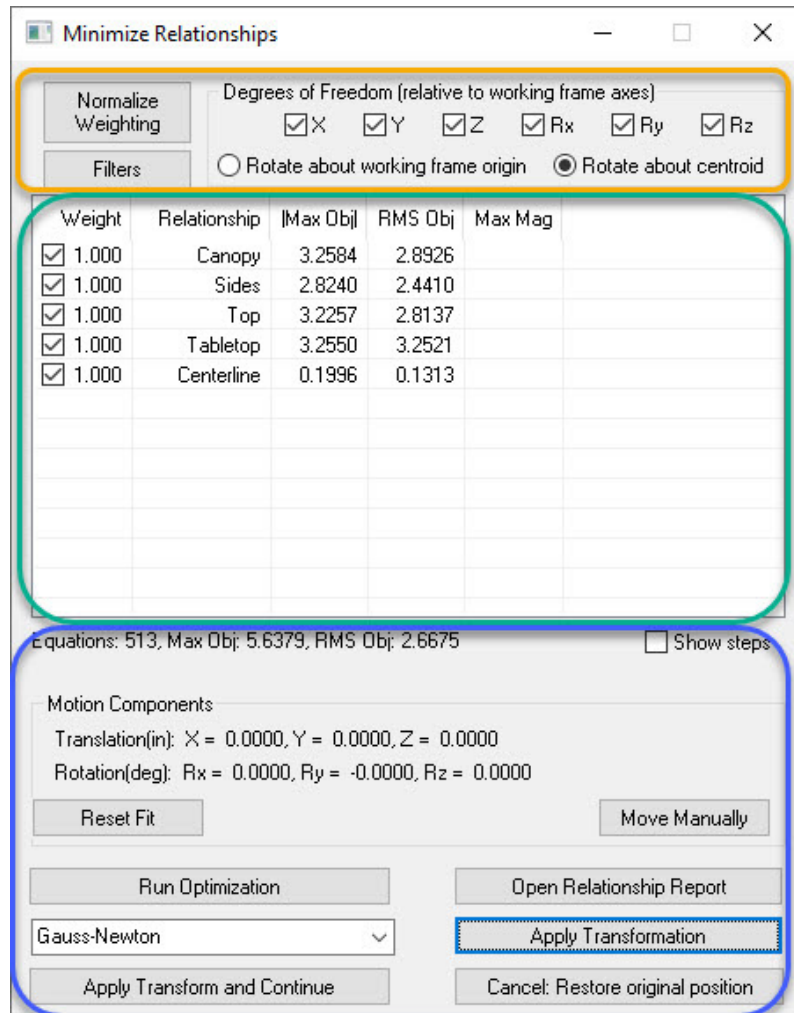 Minimize Relationships
Normalize
Weighting
Filters
Degrees of Freedom (relative to working frame axes)
X Y Z Rx Ry Rz
Rotate about working frame origin Rotate about centroid
Weight Relationship |Max Obj| RMS Obj Max Mag
1.000 Canopy 3.2584 2.8926
1.000 Sides 2.8240 2.4410
1.000 Top 3.2257 2.8137
1.000 Tabletop 3.2550 3.2521
1.000 Centerline 0.1996 0.1313
Equations: 513, Max Obj: 5.6379, RMS Obj: 2.6675 Show steps
Motion Components
Translation(in): X = 0.0000, Y = 0.0000, Z = 0.0000
Rotation(deg): Rx = 0.0000, Ry = -0.0000, Rz = 0.0000
Reset Fit Move Manually
Run Optimization Open Relationship Report
Gauss-Newton Apply Transformation
Apply Transform and Continue Cancel: Restore original position